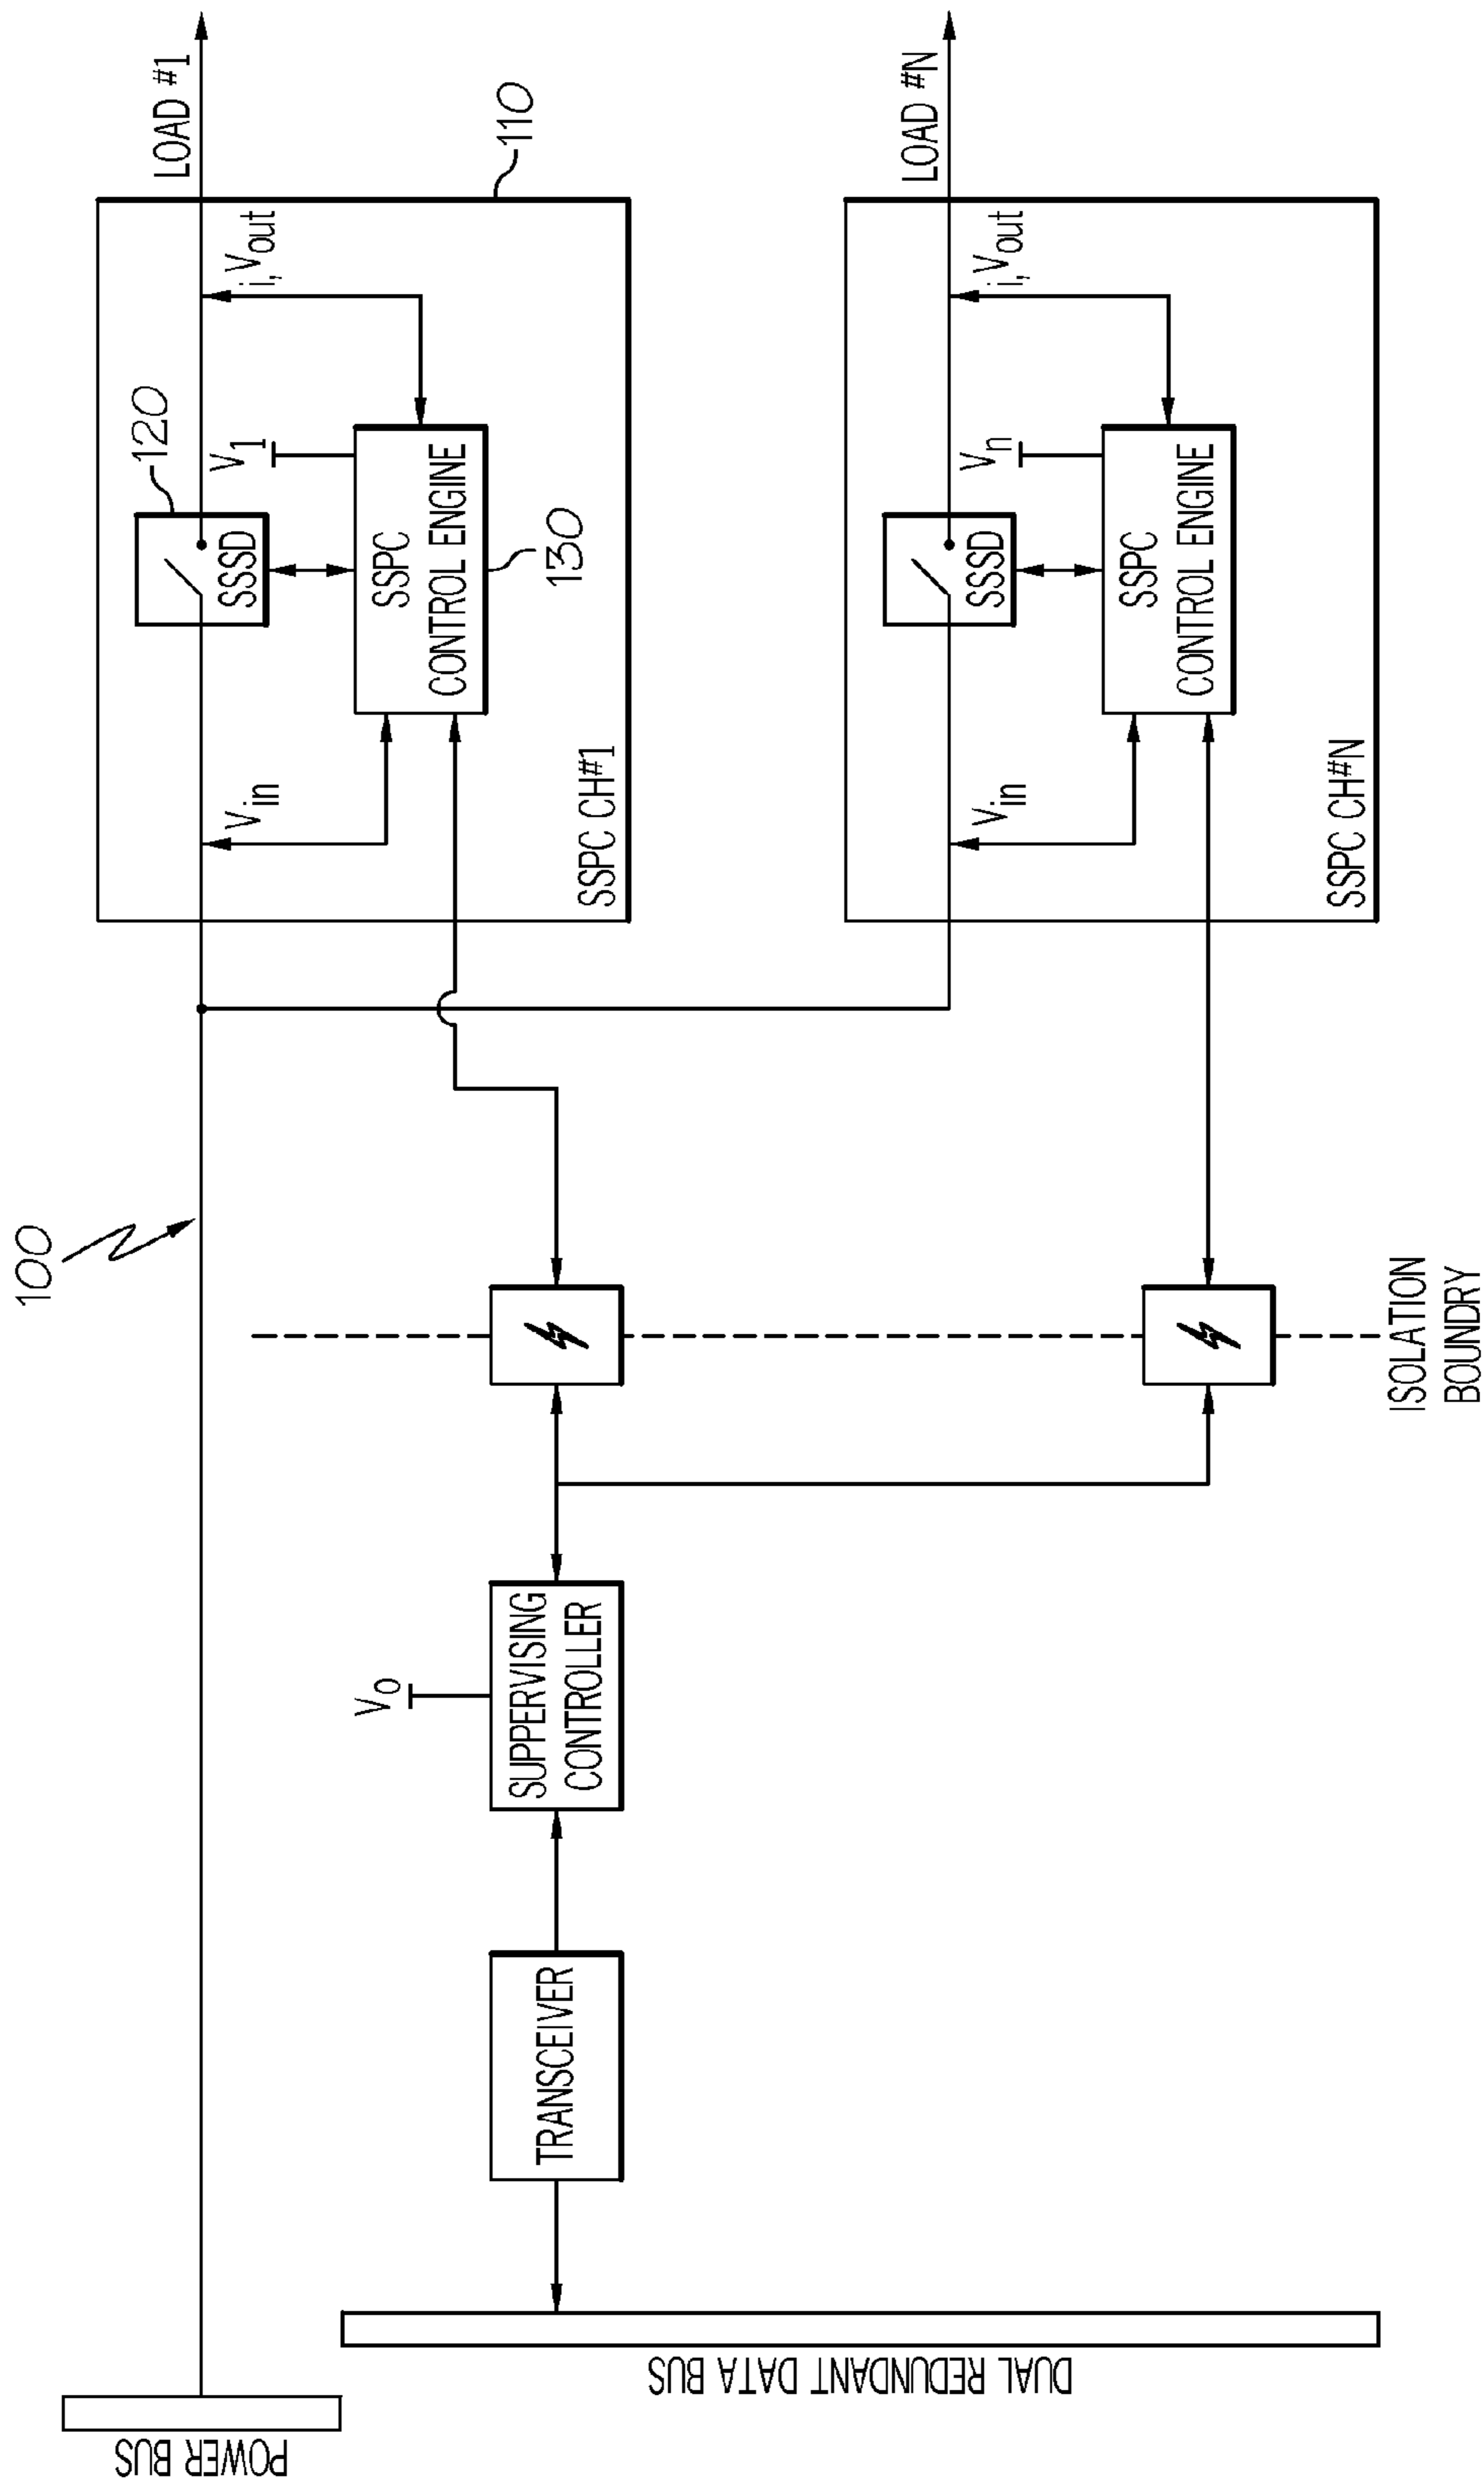 100
POWER BUS
DUAL REDUNDANT DATA BUS
TRANSCEIVER
V0
SUPPERVISING
CONTROLLER
ISOLATION
BOUNDRY
LOAD #1
110
120
SSSD
Vin
i,Vout
V1
SSPC
CONTROL ENGINE
130
SSPC CH#1
LOAD #N
SSSD
Vin
i,Vout
Vn
SSPC
CONTROL ENGINE
SSPC CH#N